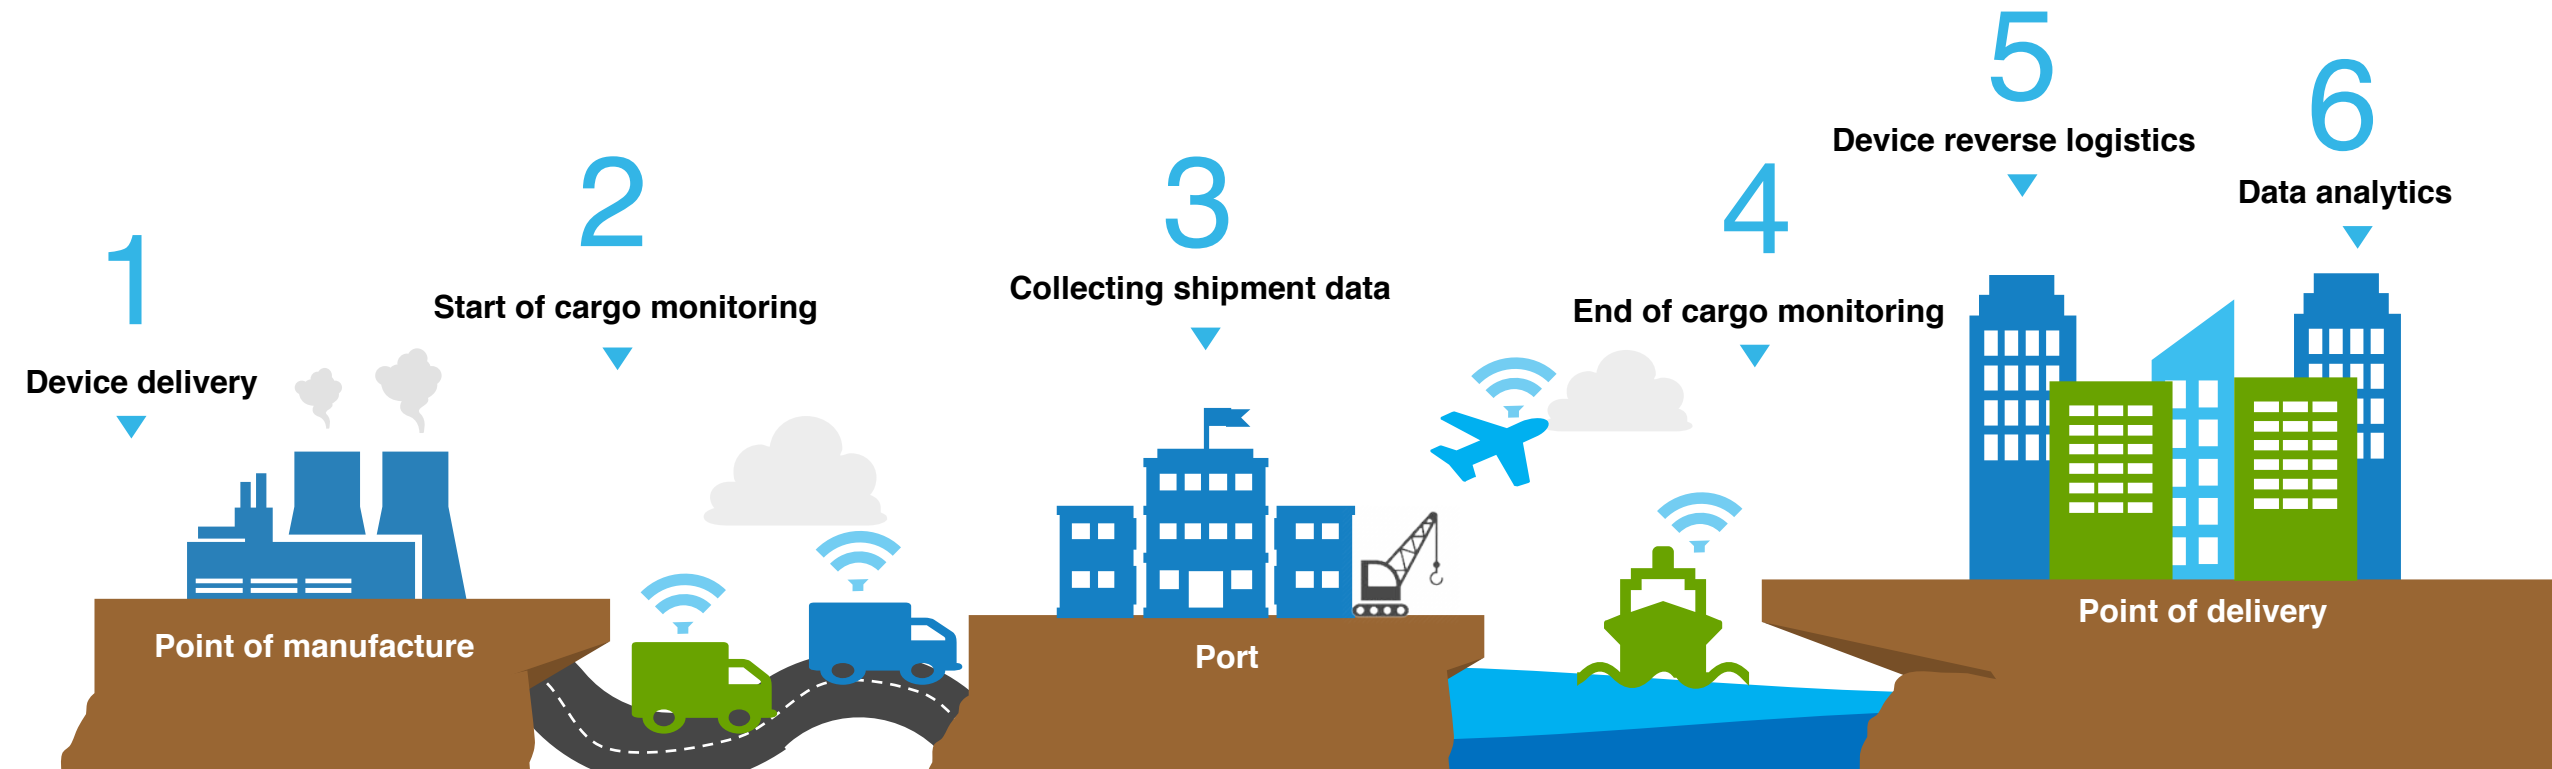 1
Device delivery
2
Start of cargo monitoring
3
Collecting shipment data
4
End of cargo monitoring
5
Device reverse logistics
6
Data analytics
Point of manufacture
Port
Point of delivery